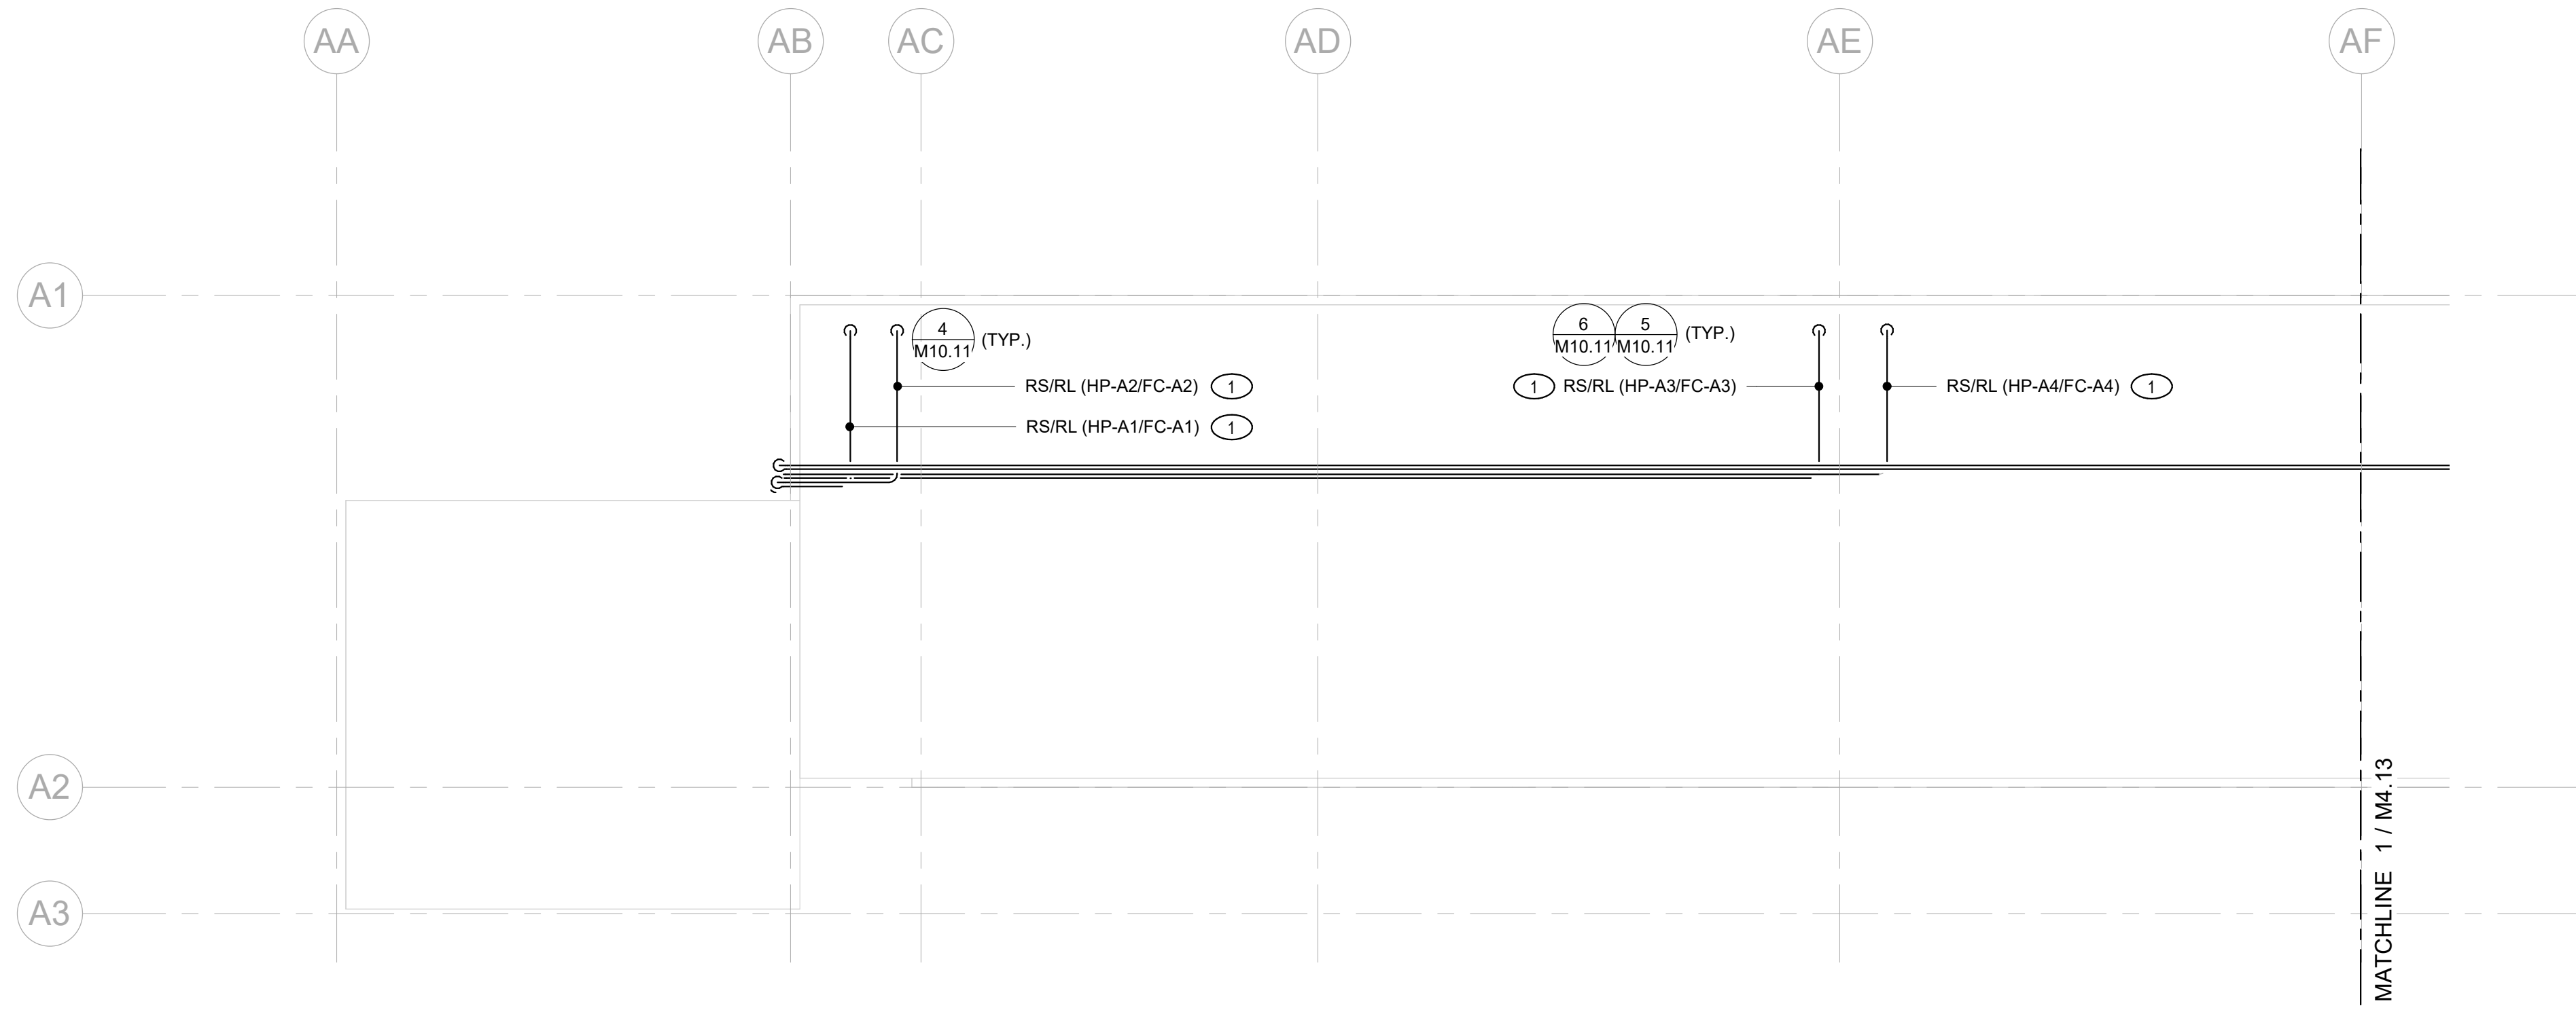 AA
AB
AC
AD
AE
AF
A1
4
M10.11
(TYP.)
6
M10.11
5
M10.11
(TYP.)
RS/RL (HP-A2/FC-A2) 1
1 RS/RL (HP-A3/FC-A3)
RS/RL (HP-A4/FC-A4) 1
RS/RL (HP-A1/FC-A1) 1
A2
A3
MATCHLINE 1 / M4.13